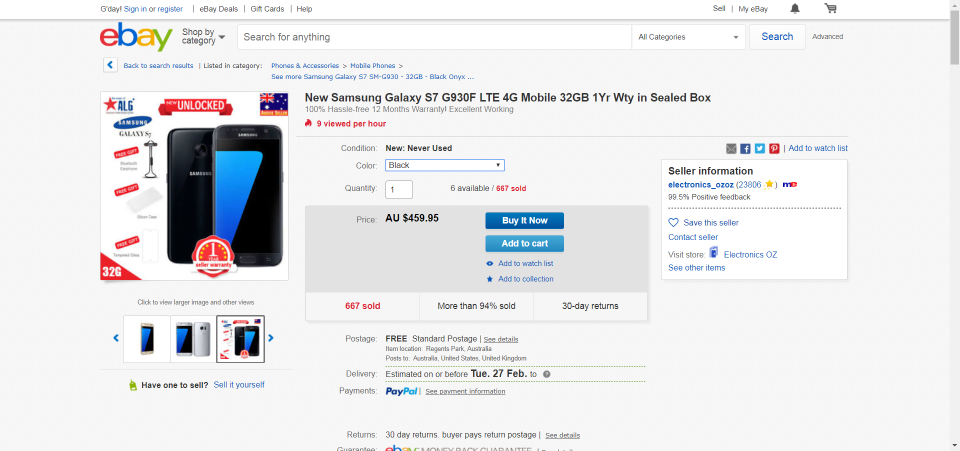 G'day! Sign in or register | eBay Deals | Gift Cards | Help
Sell | My eBay
ebay
Shop by category
Search for anything
All Categories
Search
Advanced
Back to search results | Listed in category: Phones & Accessories > Mobile Phones >
See more Samsung Galaxy S7 SM-G930 - 32GB - Black Onyx ...
ALG
NEW UNLOCKED
SAMSUNG
GALAXY S7
FREE GIFT
Bluetooth Earphone
FREE GIFT
Silicon Case
FREE GIFT
Tempered Glass
SAMSUNG
1
Year
seller warranty
32G
Click to view larger image and other views
Have one to sell? Sell it yourself
New Samsung Galaxy S7 G930F LTE 4G Mobile 32GB 1Yr Wty in Sealed Box
100% Hassle-free 12 Months Warranty! Excellent Working
9 viewed per hour
Condition: New: Never Used
Color: Black
Quantity: 1 6 available / 667 sold
Price: AU $459.95
Buy It Now
Add to cart
Add to watch list
Add to collection
667 sold
More than 94% sold
30-day returns
Postage: FREE Standard Postage | See details
Item location: Regents Park, Australia
Posts to: Australia, United States, United Kingdom
Delivery: Estimated on or before Tue. 27 Feb. to
Payments: PayPal | See payment information
Returns: 30 day returns. buyer pays return postage | See details
Guarantee: ebay MONEY BACK GUARANTEE
| Add to watch list
Seller information
electronics_ozoz (23806 ) me
99.5% Positive feedback
Save this seller
Contact seller
Visit store: Electronics OZ
See other items